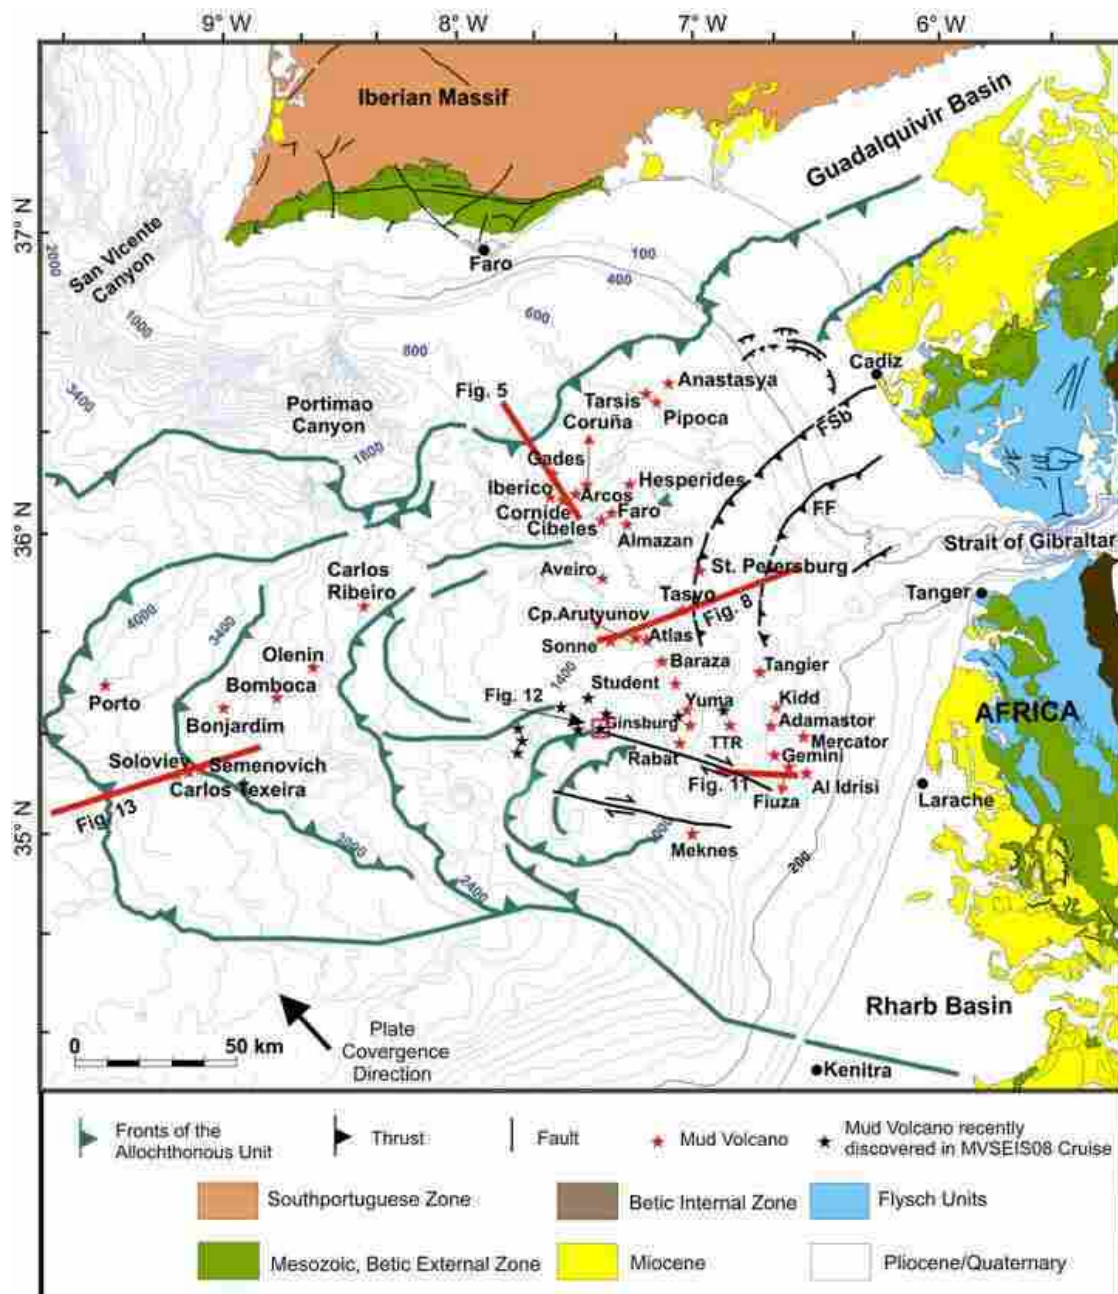 9° W 8° W 7° W 6° W
Iberian Massif
Guadalquivir Basin
37° N
San Vicente
Canyon
2000
1000
3400
Faro
100
400
600
800
Cadiz
Fig. 5
Portimao
Canyon
1800
Anastasya
Tarsis
Pipoca
Coruña
FSb
Gades
Iberico
Arcos
Hesperides
Cornide
Faro
Cibeles
Almazan
FF
36° N
Strait of Gibraltar
Carlos
Ribeiro
Aveiro
St. Petersburg
Tanger
4000
3400
Tasyo
Fig. 8
Cp.Arutyunov
Sonne
Atlas
Olenin
Baraza
Tangier
Bomboca
Porto
Bonjardim
1400
Fig. 12
Student
Yuma
Kidd
Ginsburg
Adamastor
AFRICA
TTR
Mercator
Rabat
Gemini
Soloviev
Semenovich
Carlos Texeira
Fig. 13
Fig. 11
Al Idrisi
Fiuza
Larache
35° N
Meknes
200
2400
Rharb Basin
0 50 km
Plate
Covergence
Direction
Kenitra
Fronts of the
Allochthonous Unit
Thrust
Fault
Mud Volcano
Mud Volcano recently
discovered in MVSEIS08 Cruise
Southportuguese Zone
Betic Internal Zone
Flysch Units
Mesozoic, Betic External Zone
Miocene
Pliocene/Quaternary